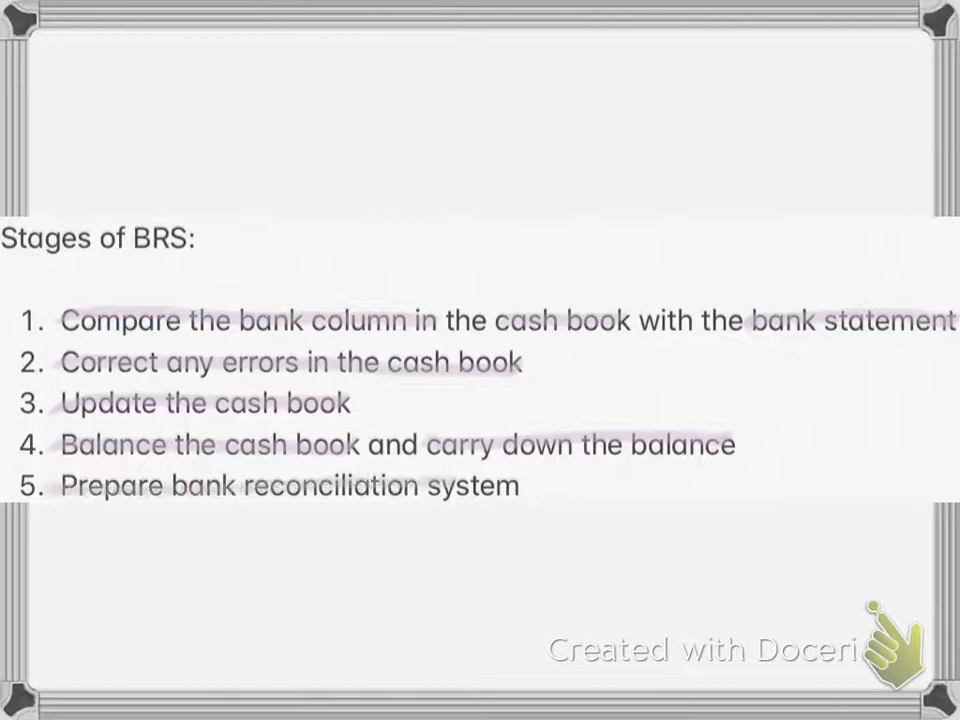 Stages of BRS:
1. Compare the bank column in the cash book with the bank statement
2. Correct any errors in the cash book
3. Update the cash book
4. Balance the cash book and carry down the balance
5. Prepare bank reconciliation system
Created with Doceri